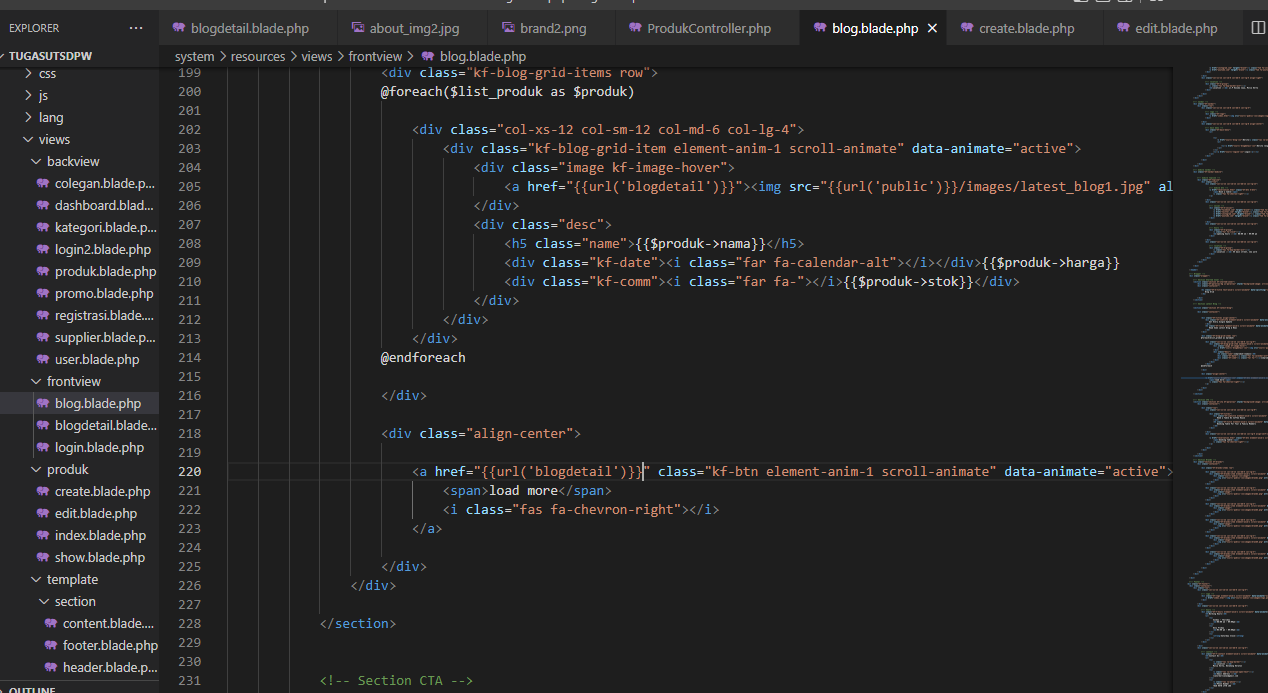 EXPLORER ...
blogdetail.blade.php
about_img2.jpg
brand2.png
ProdukController.php
blog.blade.php
create.blade.php
edit.blade.php
TUGASUTSDPW
css
js
lang
views
backview
colegan.blade.p...
dashboard.blad...
kategori.blade.p...
login2.blade.php
produk.blade.php
promo.blade.php
registrasi.blade....
supplier.blade.p...
user.blade.php
frontview
blog.blade.php
blogdetail.blade...
login.blade.php
produk
create.blade.php
edit.blade.php
index.blade.php
show.blade.php
template
section
content.blade....
footer.blade.php
header.blade.p...
OUTLINE
system > resources > views > frontview > blog.blade.php
199 <div class="kf-blog-grid-items row">
200 @foreach($list_produk as $produk)
201
202 <div class="col-xs-12 col-sm-12 col-md-6 col-lg-4">
203 <div class="kf-blog-grid-item element-anim-1 scroll-animate" data-animate="active">
204 <div class="image kf-image-hover">
205 <a href="{{url('blogdetail')}}"><img src="{{url('public')}}/images/latest_blog1.jpg" al
206 </div>
207 <div class="desc">
208 <h5 class="name">{{$produk->nama}}</h5>
209 <div class="kf-date"><i class="far fa-calendar-alt"></i></div>{{$produk->harga}}
210 <div class="kf-comm"><i class="far fa-"></i>{{$produk->stok}}</div>
211 </div>
212 </div>
213 </div>
214 @endforeach
215
216 </div>
217
218 <div class="align-center">
219
220 <a href="{{url('blogdetail')}}" class="kf-btn element-anim-1 scroll-animate" data-animate="active">
221 <span>load more</span>
222 <i class="fas fa-chevron-right"></i>
223 </a>
224
225 </div>
226 </div>
227
228 </section>
229
230
231 <!-- Section CTA -->